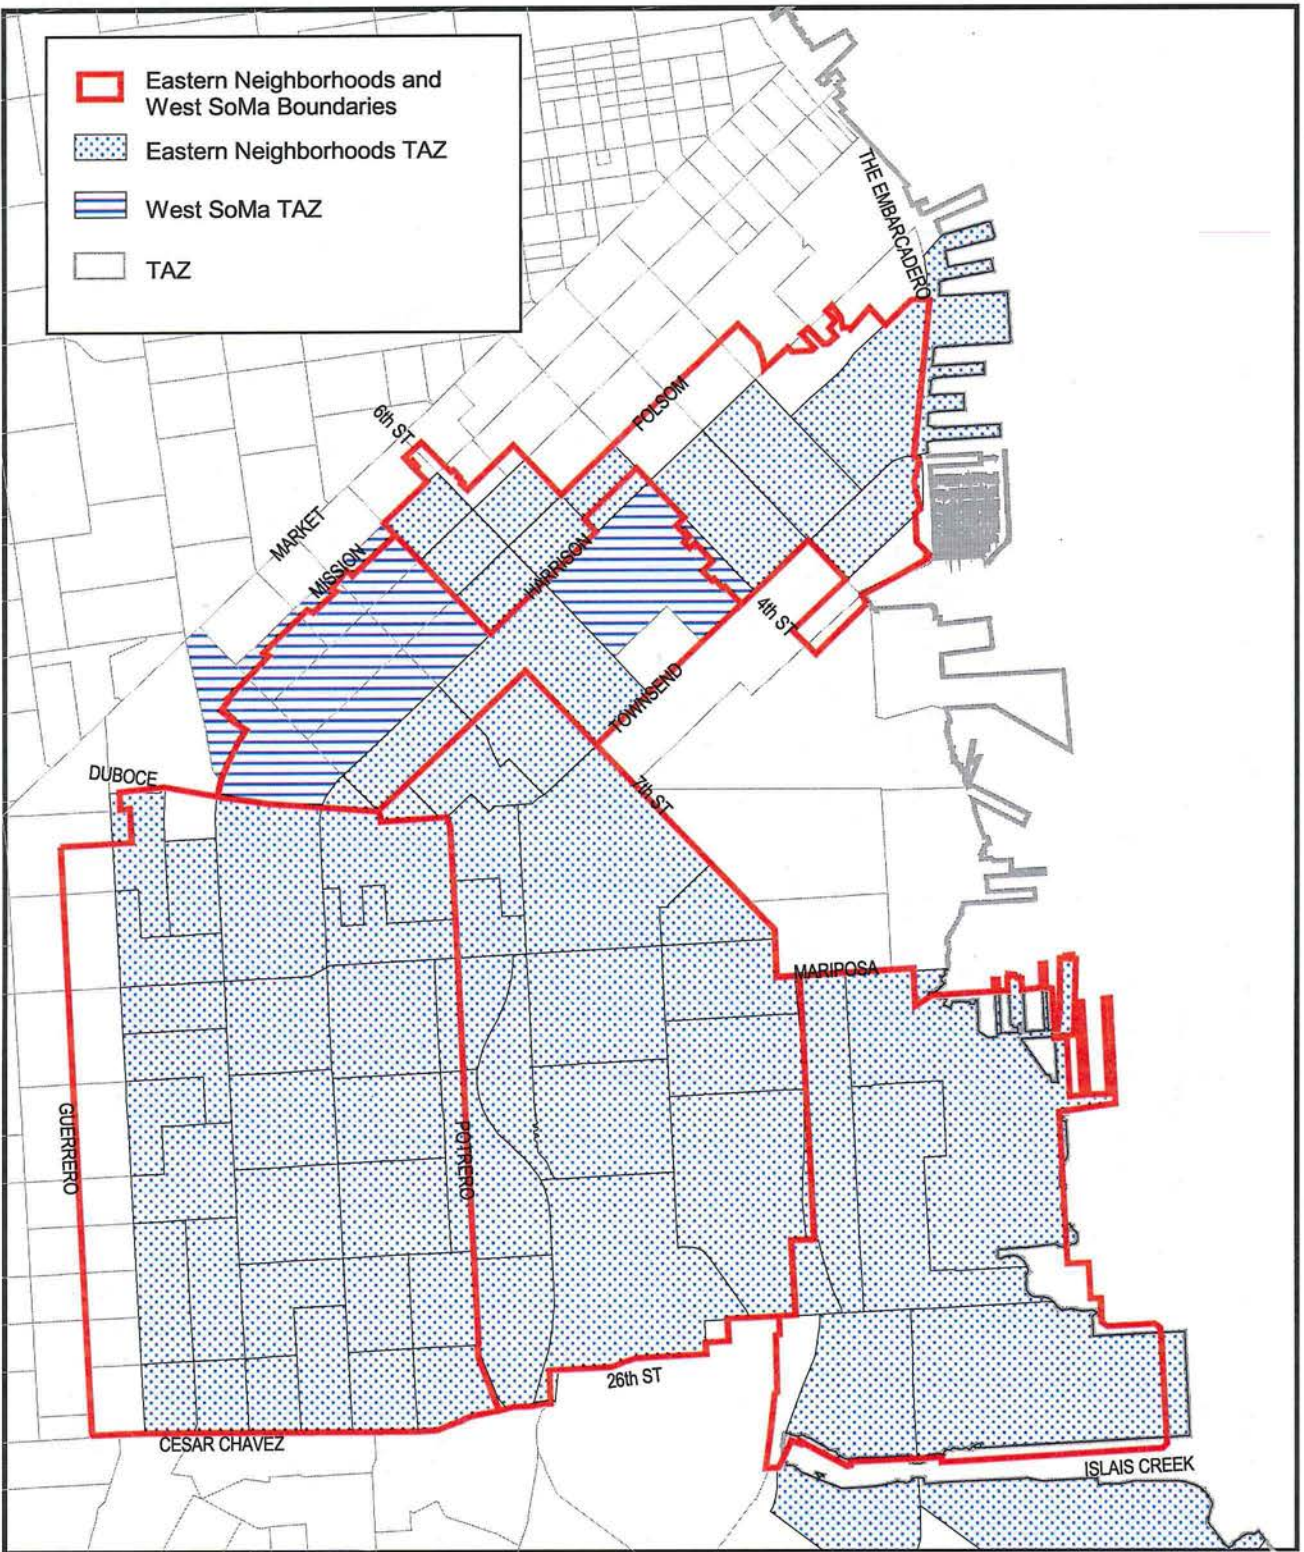 Eastern Neighborhoods and
West SoMa Boundaries
Eastern Neighborhoods TAZ
West SoMa TAZ
TAZ
THE EMBARCADERO
FOLSOM
6th ST
MARKET
MISSION
HARRISON
4th ST
TOWNSEND
7th ST
DUBOCE
MARIPOSA
GUERRERO
POTRERO
26th ST
CESAR CHAVEZ
ISLAIS CREEK